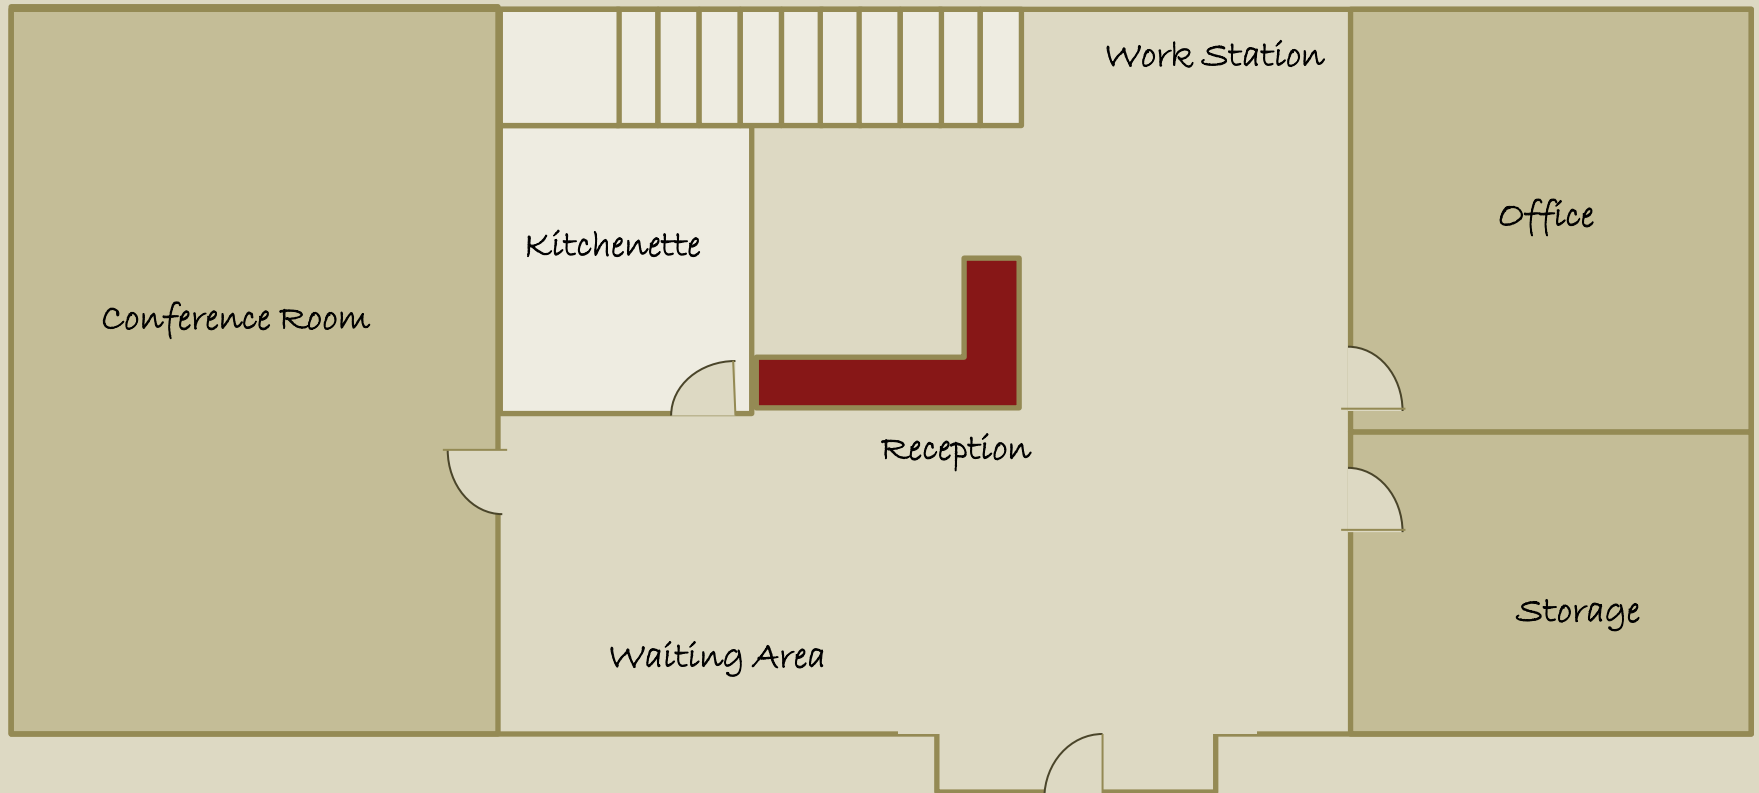 Work Station
Office
Kitchenette
Conference Room
Reception
Storage
Waiting Area